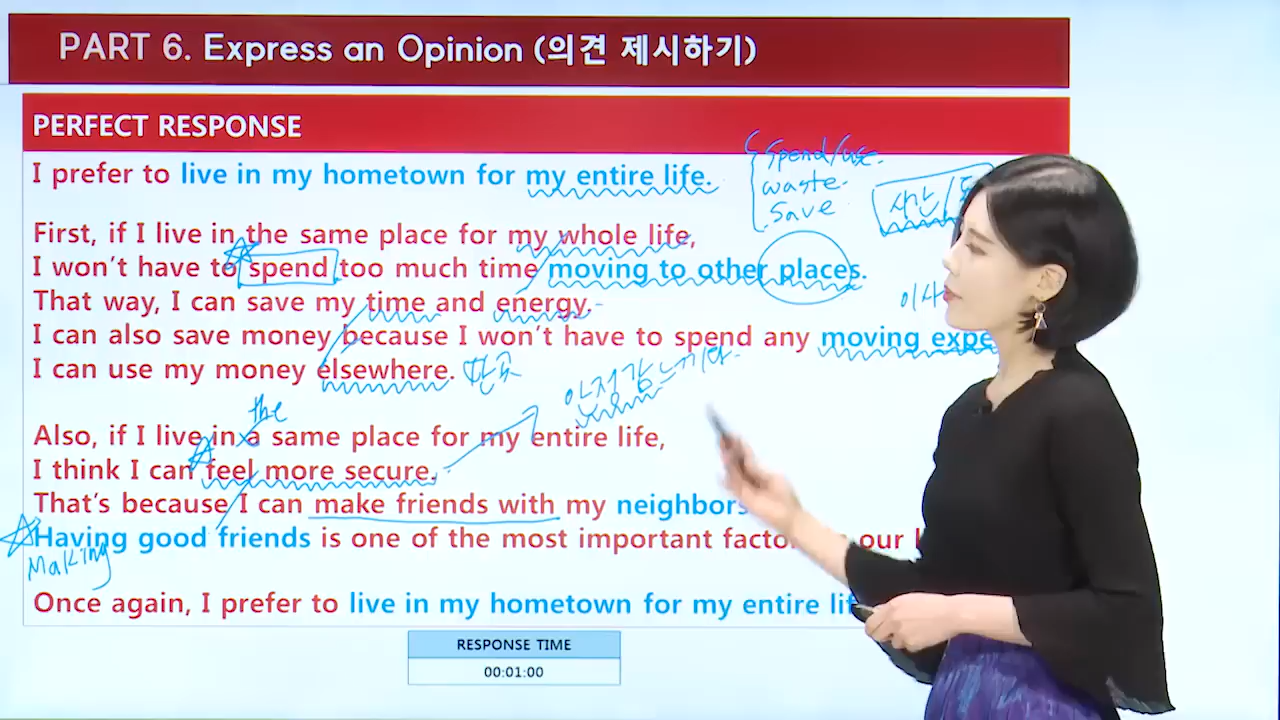 PART 6. Express an Opinion (의견 제시하기)
PERFECT RESPONSE
I prefer to live in my hometown for my entire life.
Spend/use.
waste.
Save
First, if I live in the same place for my whole life,
I won't have to spend too much time moving to other places.
이사
That way, I can save my time and energy.
I can also save money because I won't have to spend any moving expe
I can use my money elsewhere. 딴곳
안정감 느끼다.
the
Also, if I live in a same place for my entire life,
I think I can feel more secure.
That's because I can make friends with my neighbors
Having good friends is one of the most important factor our
Making
Once again, I prefer to live in my hometown for my entire lif
RESPONSE TIME
00:01:00